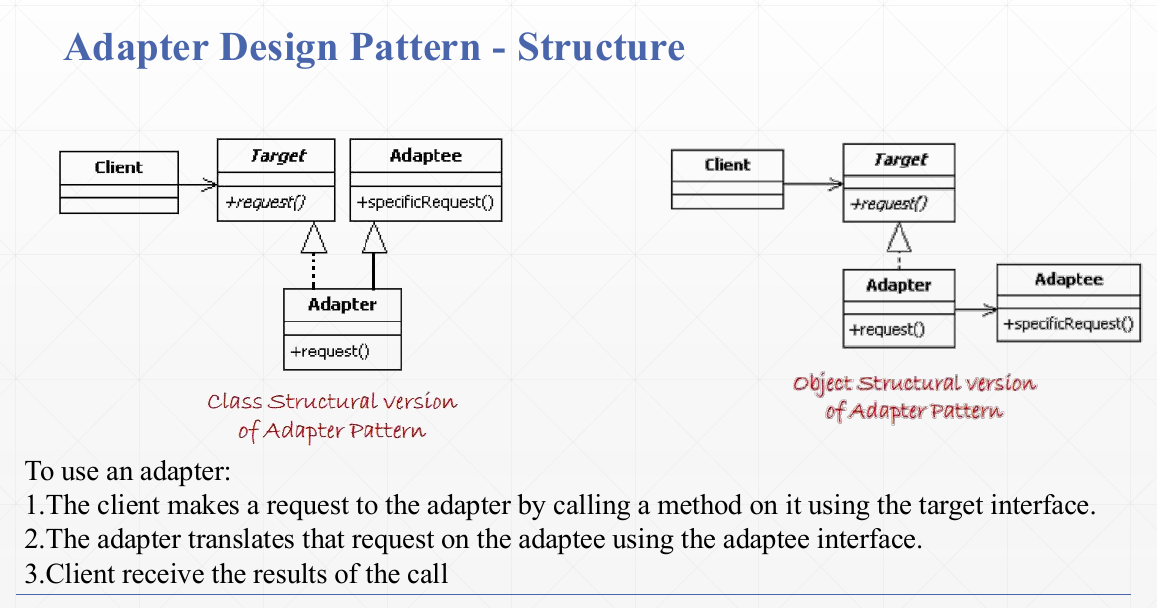 Adapter Design Pattern - Structure
Client
Target
+request()
Adaptee
+specificRequest()
Adapter
+request()
Class Structural version
of Adapter Pattern
Client
Target
+request()
Adapter
+request()
Adaptee
+specificRequest()
Object Structural version
of Adapter Pattern
To use an adapter:
1.The client makes a request to the adapter by calling a method on it using the target interface.
2.The adapter translates that request on the adaptee using the adaptee interface.
3.Client receive the results of the call